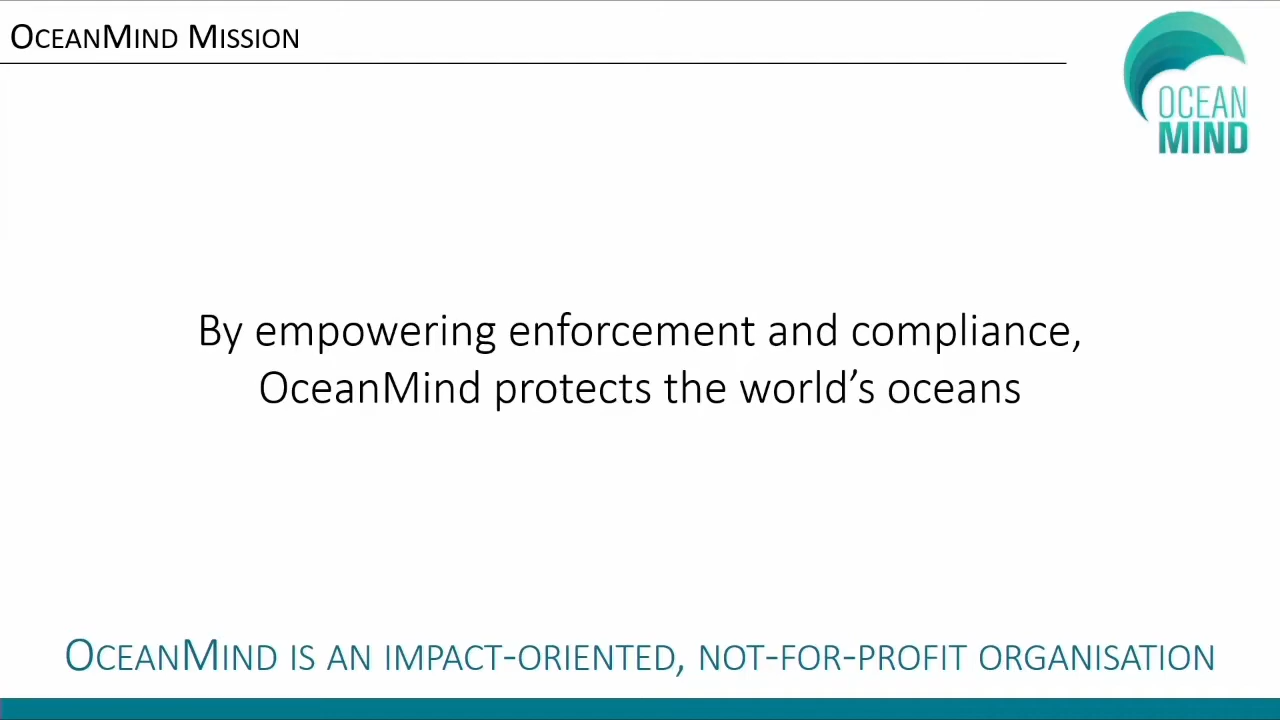 OCEANMIND MISSION
OCEAN
MIND
By empowering enforcement and compliance,
OceanMind protects the world’s oceans
OCEANMIND IS AN IMPACT-ORIENTED, NOT-FOR-PROFIT ORGANISATION